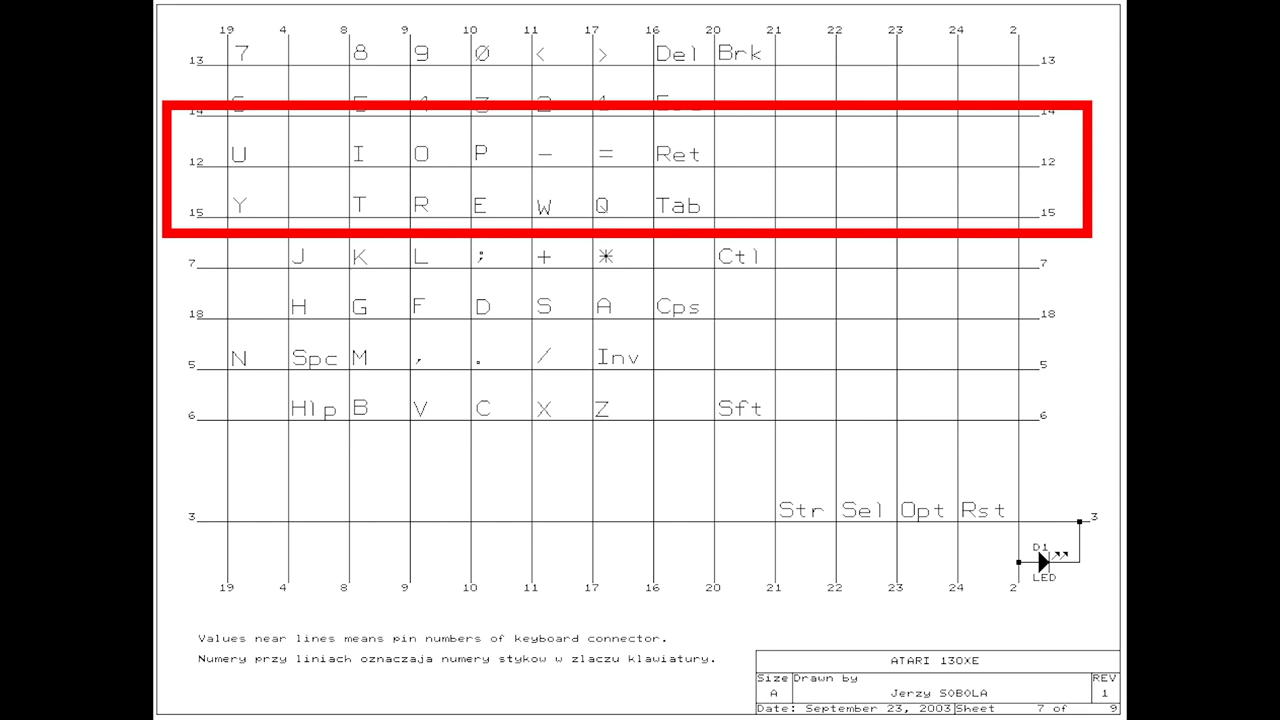 19 4 8 9 10 11 17 16 20 21 22 23 24 2
7 8 9 0 < > Del Brk
13 13
14 14
U I O P - = Ret
12 12
Y T R E W Q Tab
15 15
J K L ; + * Ctl
7 7
H G F D S A Cps
18 18
N Spc M , . / Inv
5 5
Hlp B V C X Z Sft
6 6
Str Sel Opt Rst
3 3
D1
LED
19 4 8 9 10 11 17 16 20 21 22 23 24 2
Values near lines means pin numbers of keyboard connector.
Numery przy liniach oznaczaja numery stykow w zlaczu klawiatury.
ATARI 130XE
Size Drawn by REV
A Jerzy SOBOLA 1
Date: September 23, 2003 Sheet 7 of 9